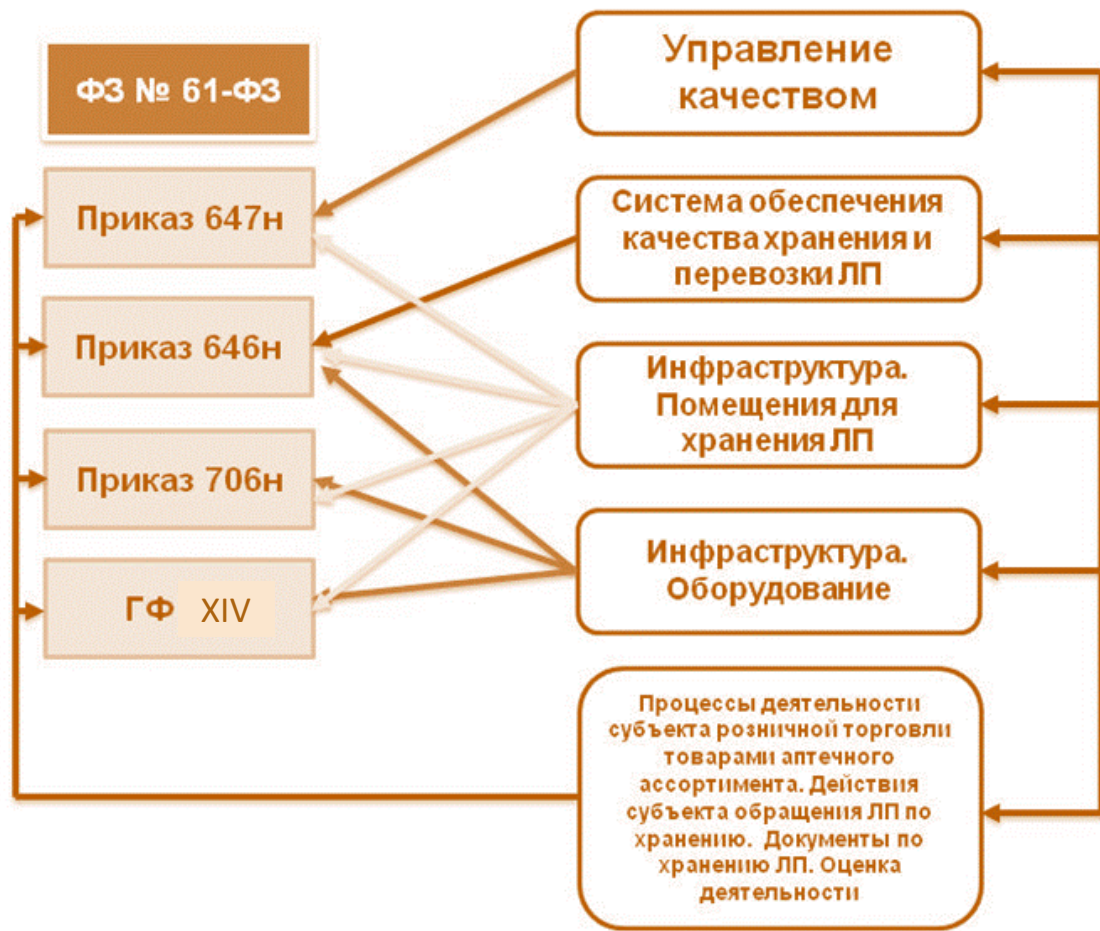 ФЗ № 61-ФЗ
Приказ 647н
Приказ 646н
Приказ 706н
ГФ XIV
Управление
качеством
Система обеспечения
качества хранения и
перевозки ЛП
Инфраструктура.
Помещения для
хранения ЛП
Инфраструктура.
Оборудование
Процессы деятельности
субъекта розничной торговли
товарами аптечного
ассортимента. Действия
субъекта обращения ЛП по
хранению. Документы по
хранению ЛП. Оценка
деятельности